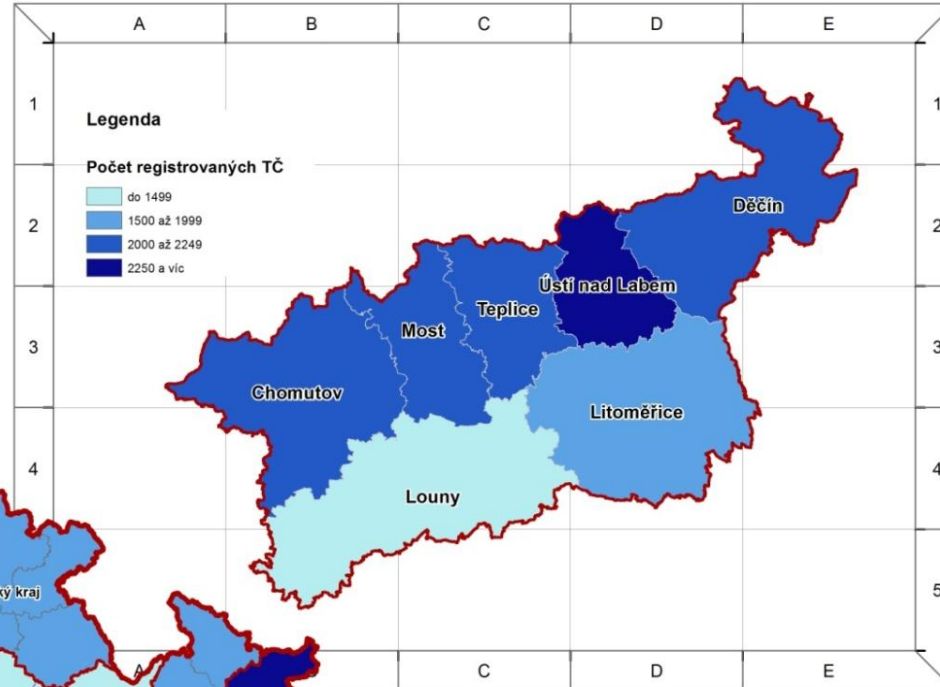 A B C D E
1 1
Legenda
Počet registrovaných TČ
do 1499
1500 až 1999
2000 až 2249
2250 a víc
Děčín
2 2
Ústí nad Labem
Teplice
Most
3 3
Chomutov
Litoměřice
4 4
Louny
ký kraj
5 5
A B C D E